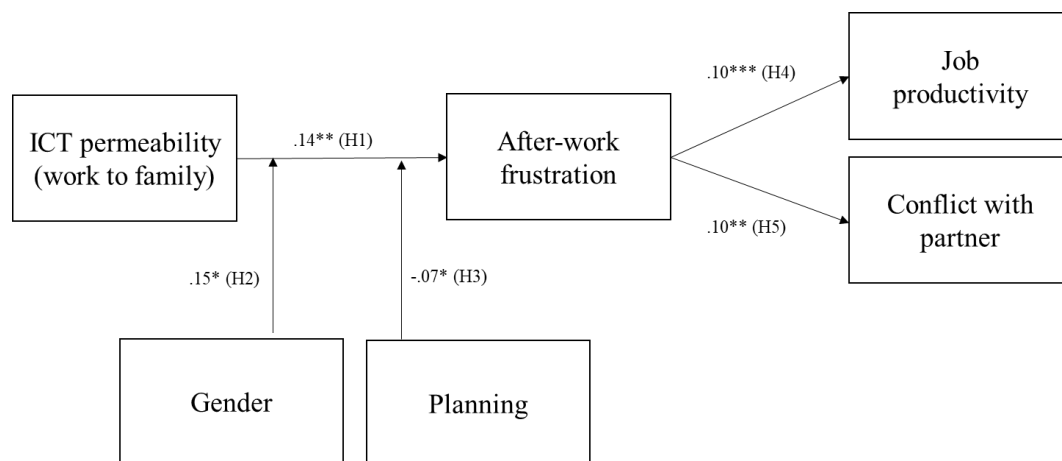 Job
productivity
.10*** (H4)
ICT permeability
(work to family)
.14** (H1)
After-work
frustration
Conflict with
partner
.10** (H5)
.15* (H2)
-.07* (H3)
Gender
Planning